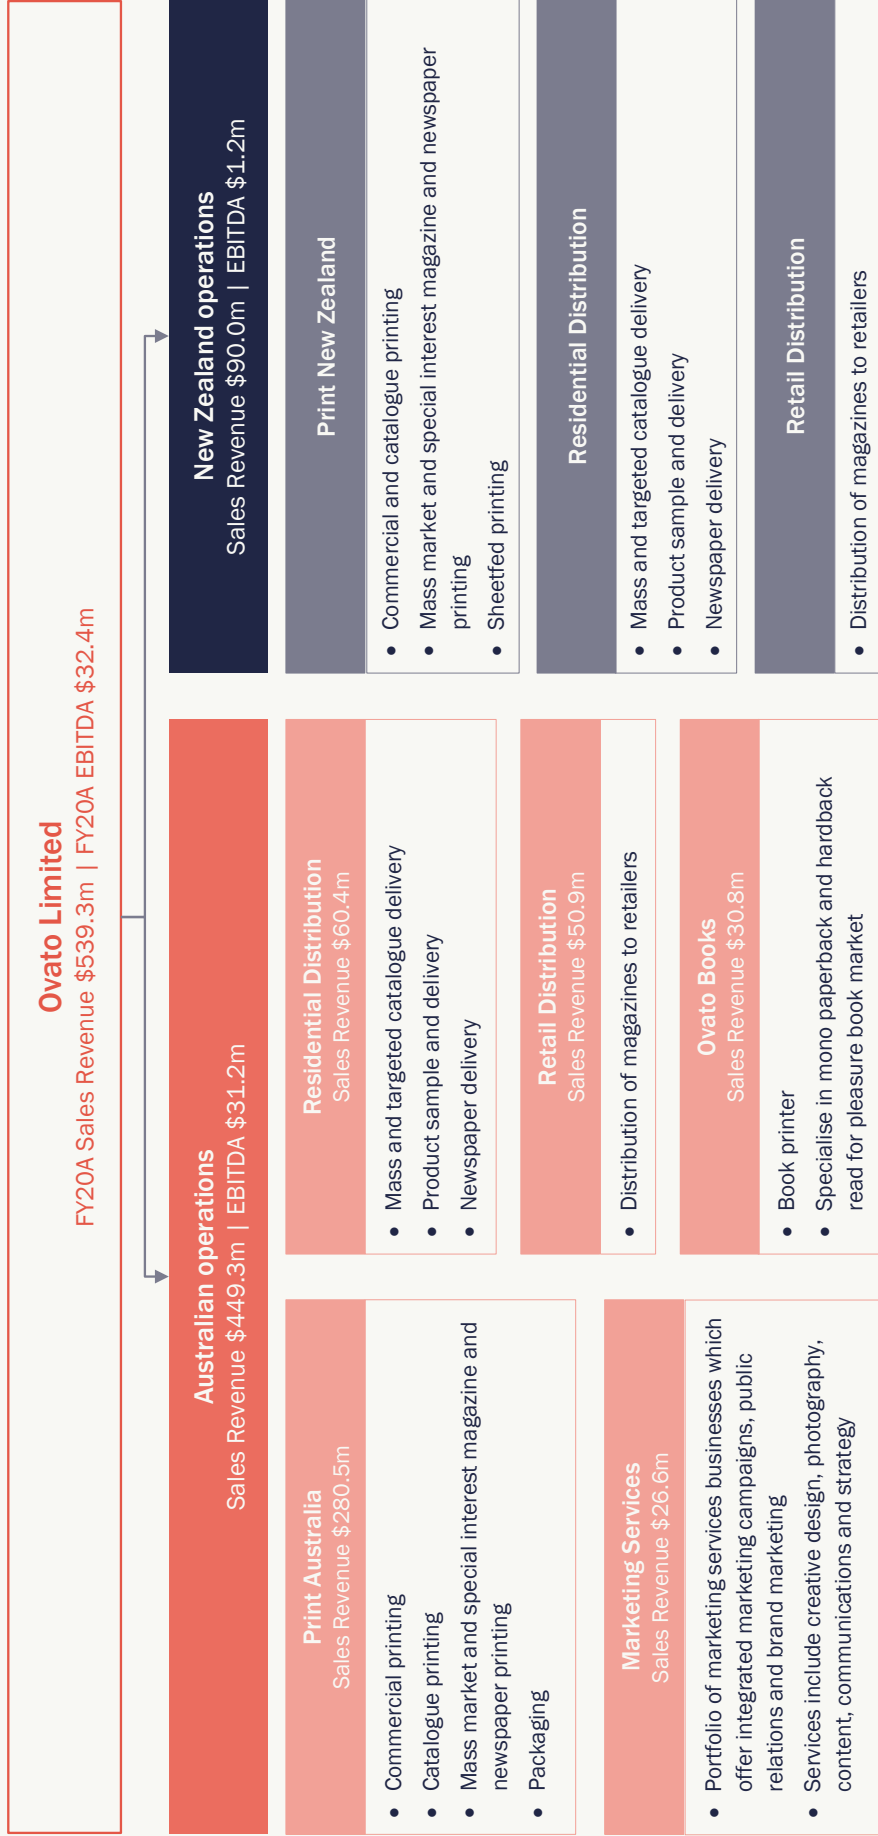 Ovato Limited
FY20A Sales Revenue $539.3m | FY20A EBITDA $32.4m
Australian operations
Sales Revenue $449.3m | EBITDA $31.2m
Print Australia
Sales Revenue $280.5m
• Commercial printing
• Catalogue printing
• Mass market and special interest magazine and
newspaper printing
• Packaging
Marketing Services
Sales Revenue $26.6m
• Portfolio of marketing services businesses which
offer integrated marketing campaigns, public
relations and brand marketing
• Services include creative design, photography,
content, communications and strategy
Residential Distribution
Sales Revenue $60.4m
• Mass and targeted catalogue delivery
• Product sample and delivery
• Newspaper delivery
Retail Distribution
Sales Revenue $50.9m
• Distribution of magazines to retailers
Ovato Books
Sales Revenue $30.8m
• Book printer
• Specialise in mono paperback and hardback
read for pleasure book market
New Zealand operations
Sales Revenue $90.0m | EBITDA $1.2m
Print New Zealand
• Commercial and catalogue printing
• Mass market and special interest magazine and newspaper
printing
• Sheetfed printing
Residential Distribution
• Mass and targeted catalogue delivery
• Product sample and delivery
• Newspaper delivery
Retail Distribution
• Distribution of magazines to retailers